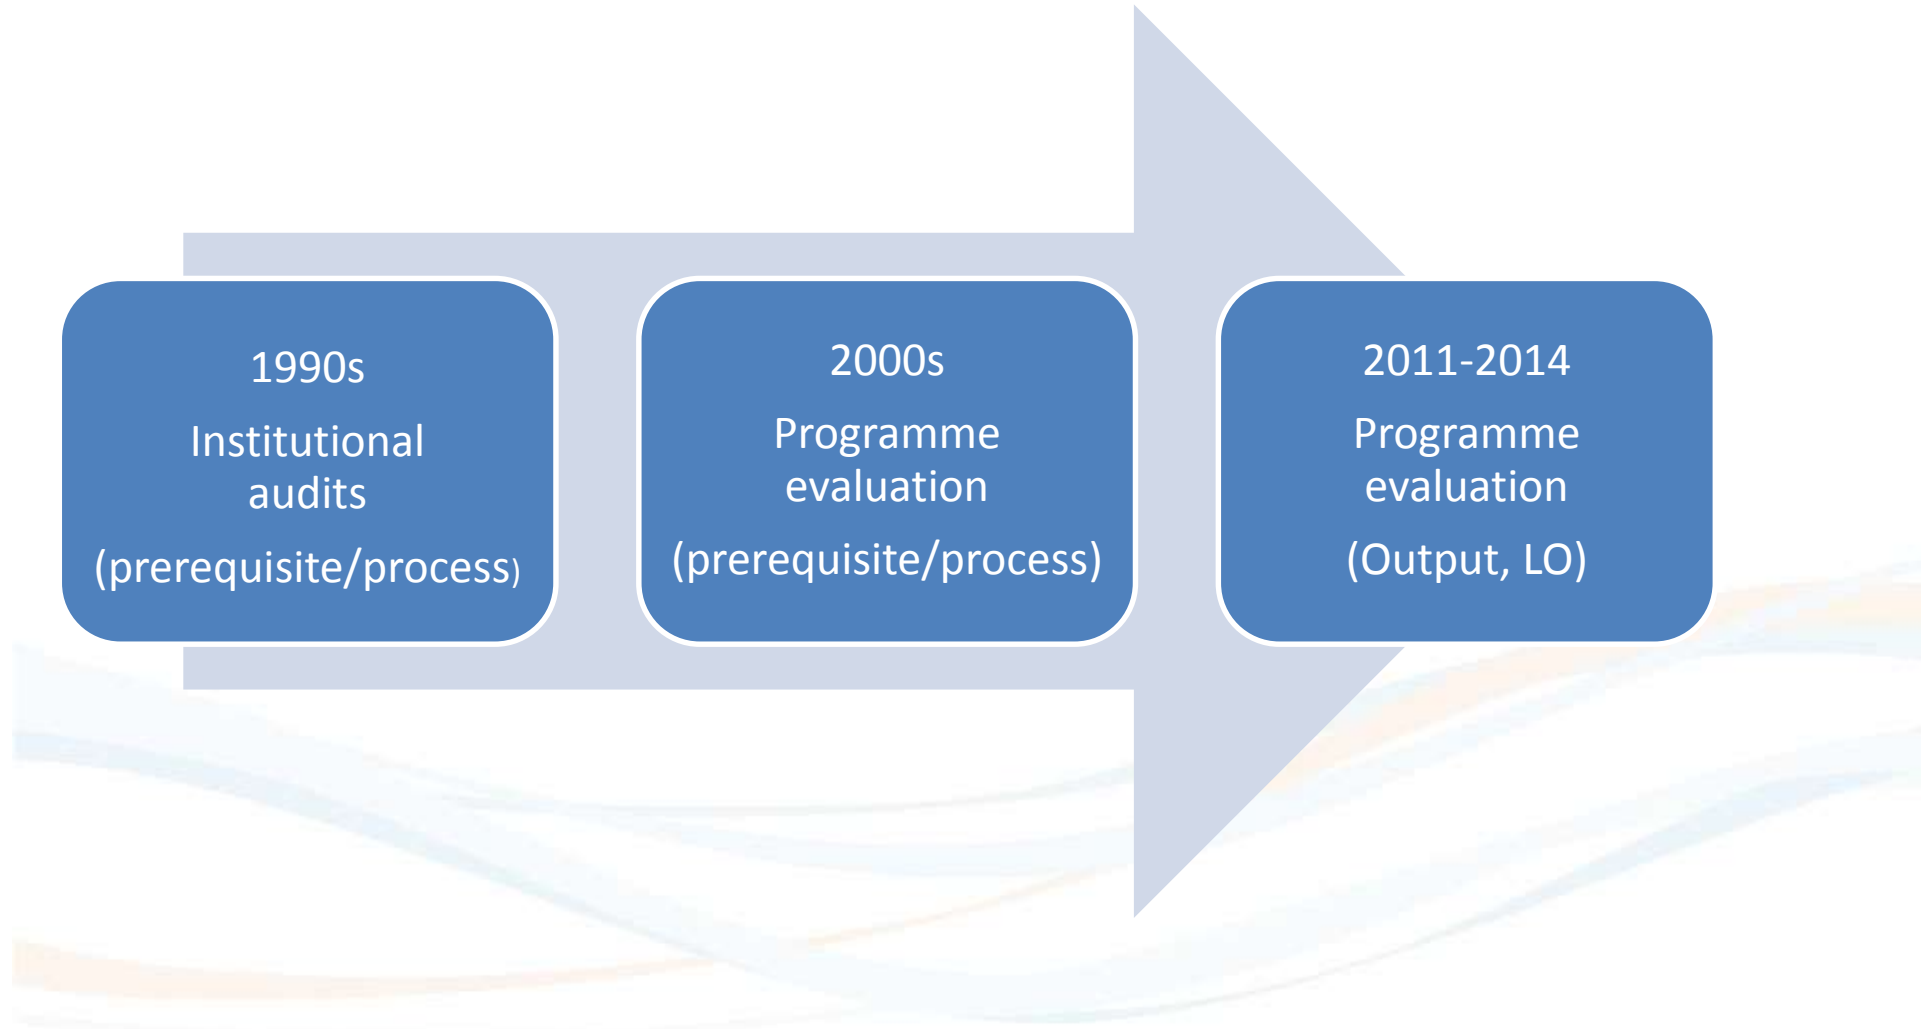 1990s
Institutional
audits
(prerequisite/process)
2000s
Programme
evaluation
(prerequisite/process)
2011-2014
Programme
evaluation
(Output, LO)